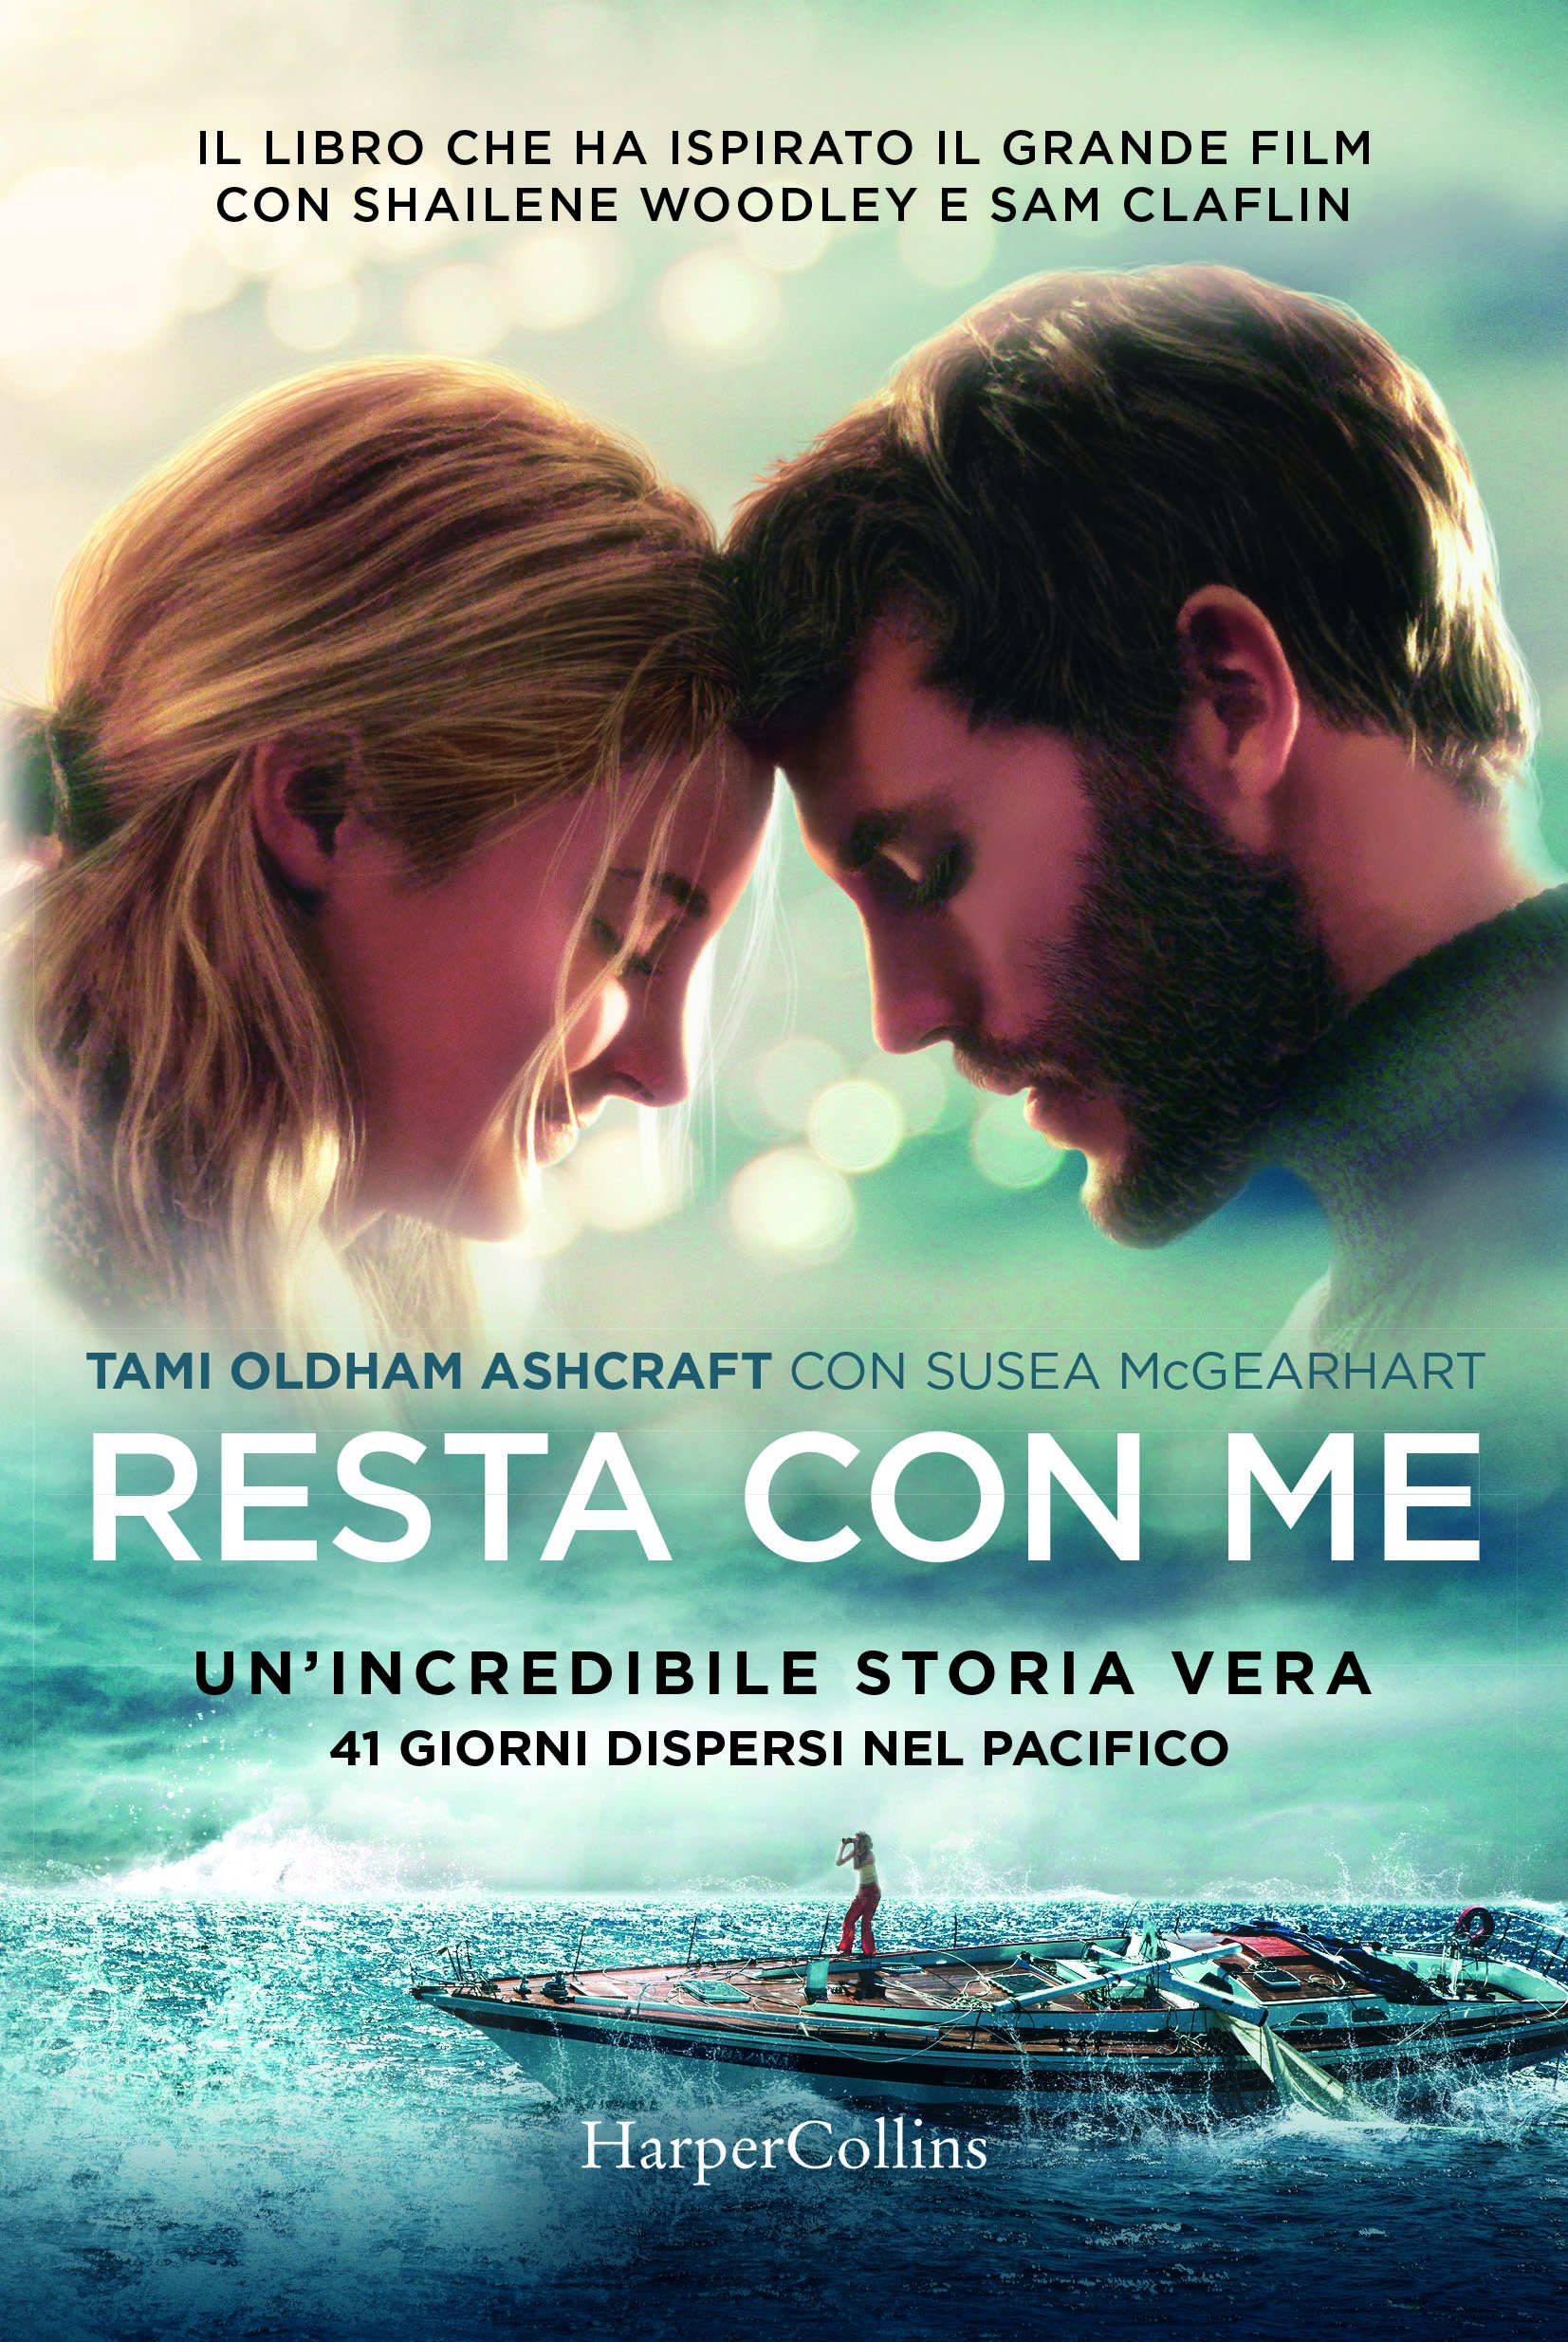 IL LIBRO CHE HA ISPIRATO IL GRANDE FILM
CON SHAILENE WOODLEY E SAM CLAFLIN
TAMI OLDHAM ASHCRAFT CON SUSEA McGEARHART
RESTA CON ME
UN’INCREDIBILE STORIA VERA
41 GIORNI DISPERSI NEL PACIFICO
HarperCollins